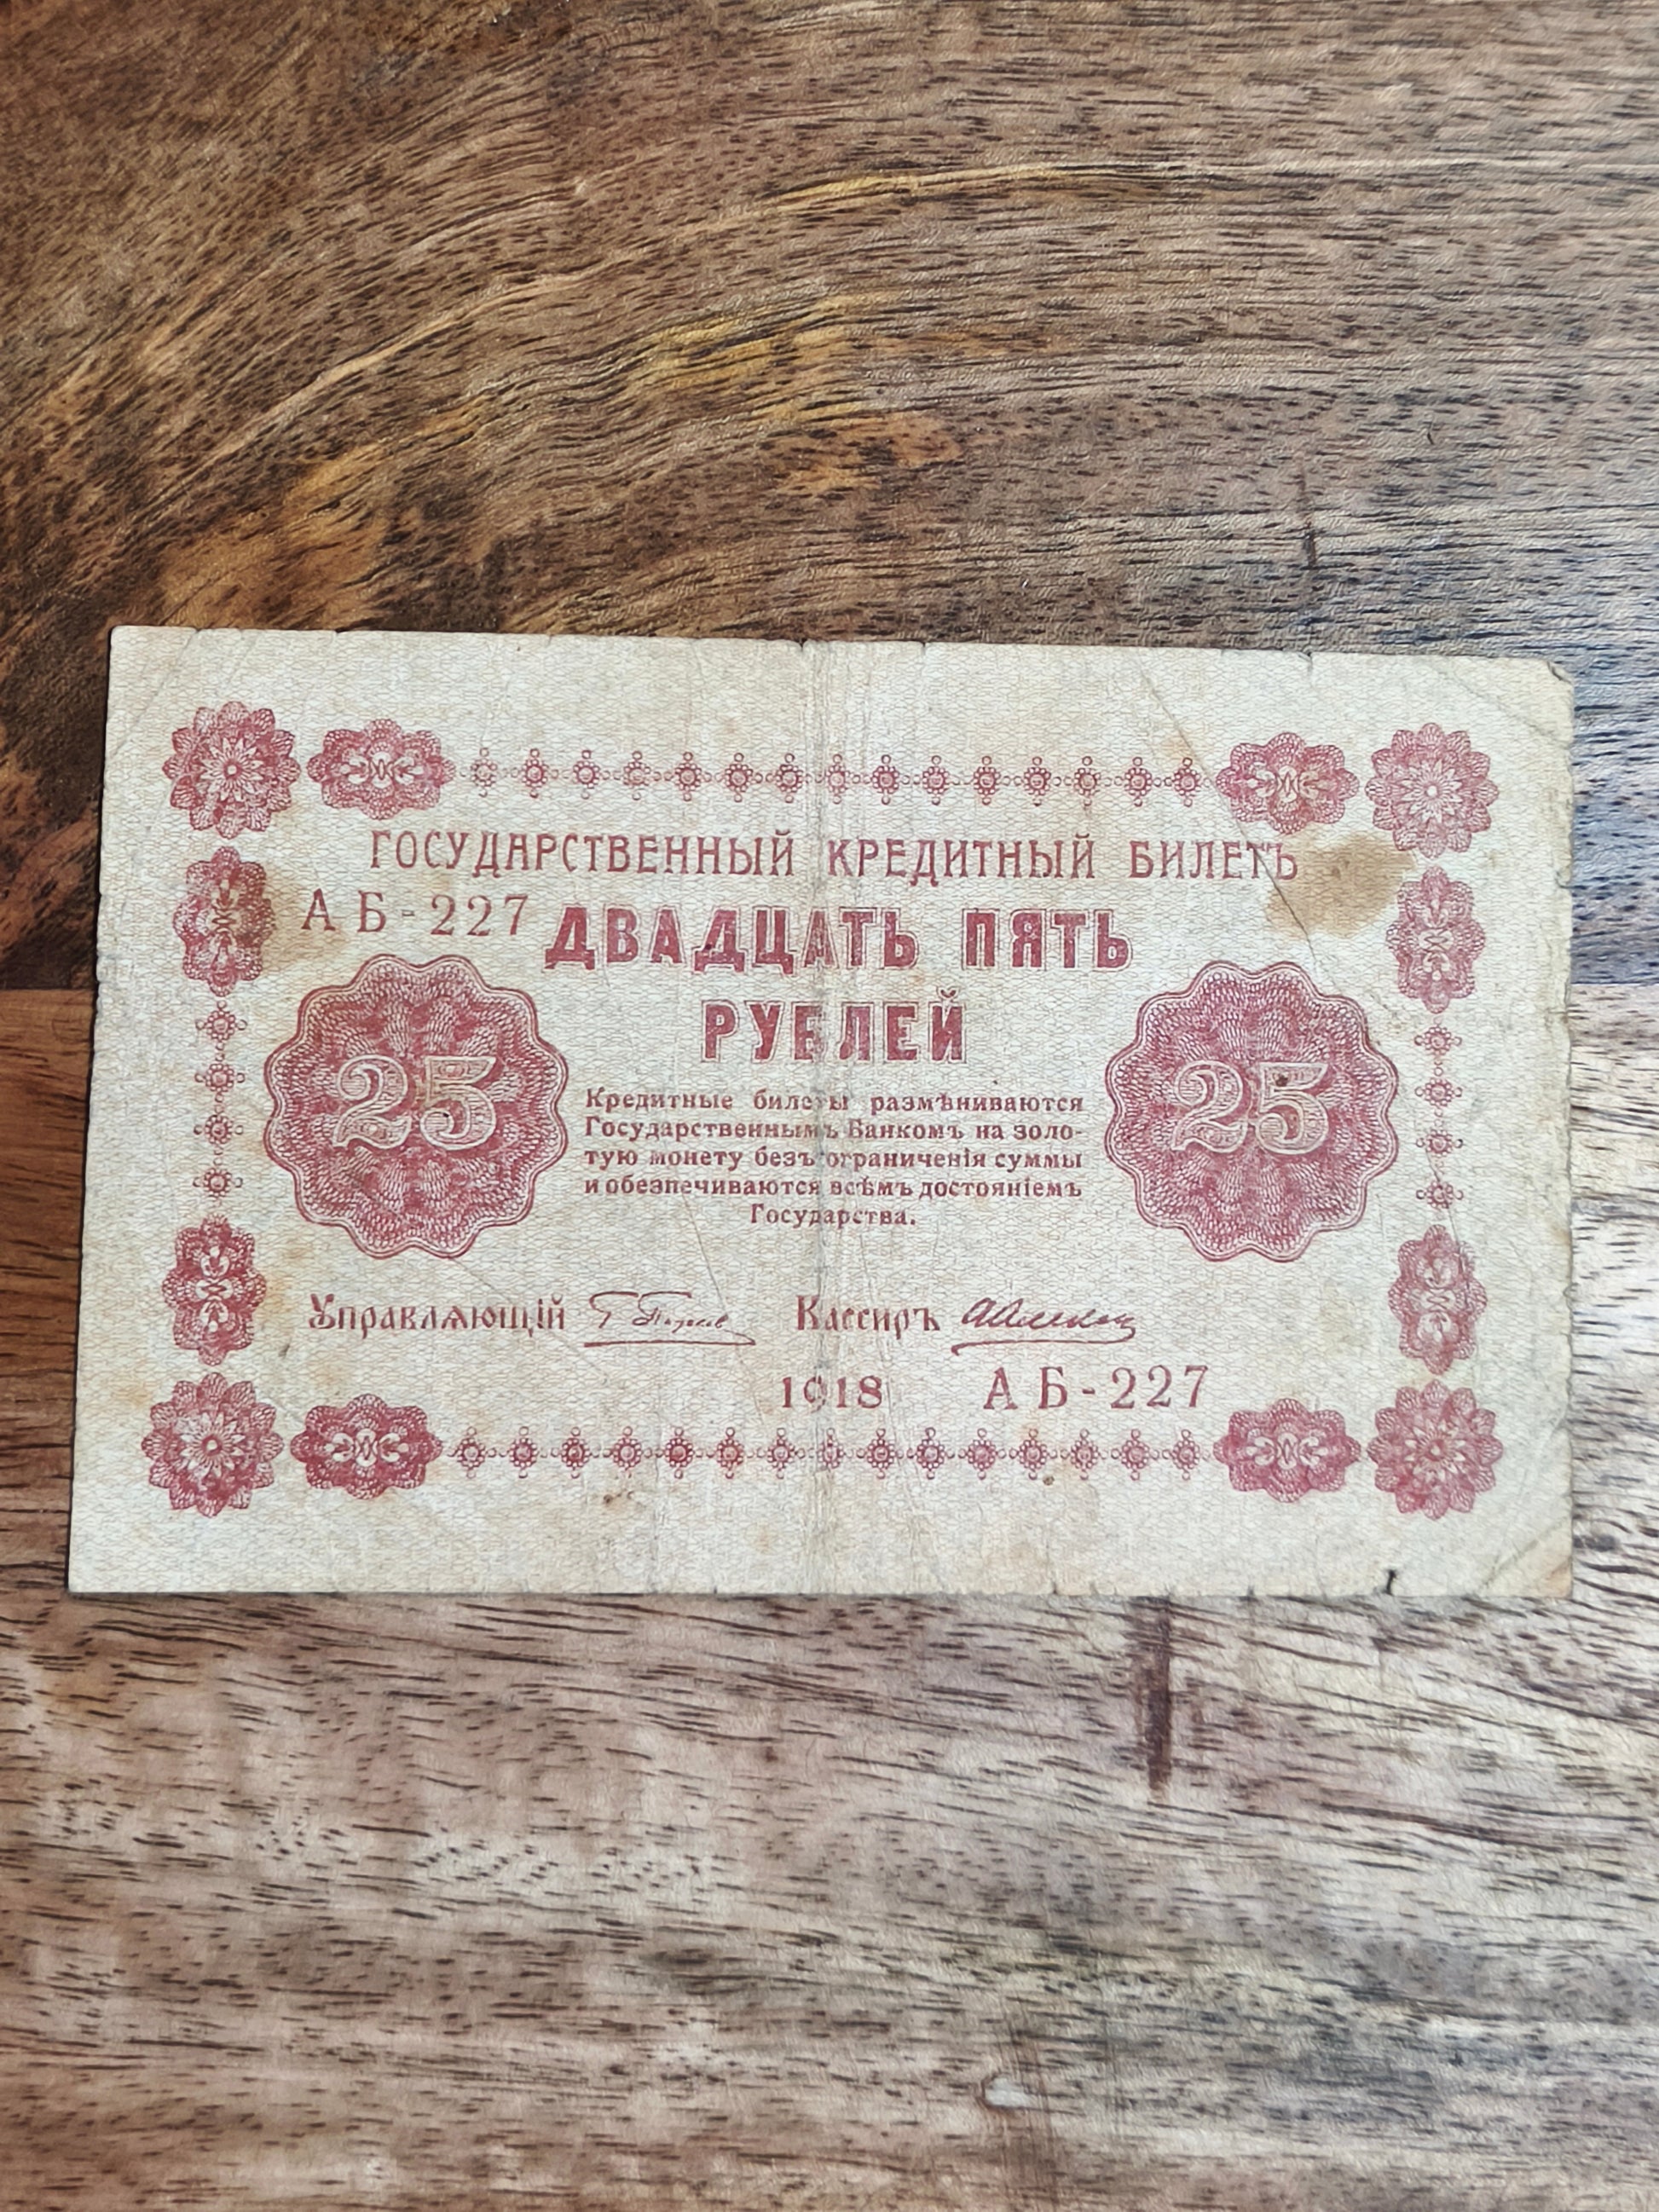 ГОСУДАРСТВЕННЫЙ КРЕДИТНЫЙ БИЛЕТЪ
АБ-227
ДВАДЦАТЬ ПЯТЬ
РУБЛЕЙ
25
25
Кредитные билеты размѣниваются
Государственнымъ Банкомъ на золо-
тую монету безъ ограниченія суммы
и обезпечиваются всѣмъ достояніемъ
Государства.
Управляющій
Кассиръ
1918 АБ-227